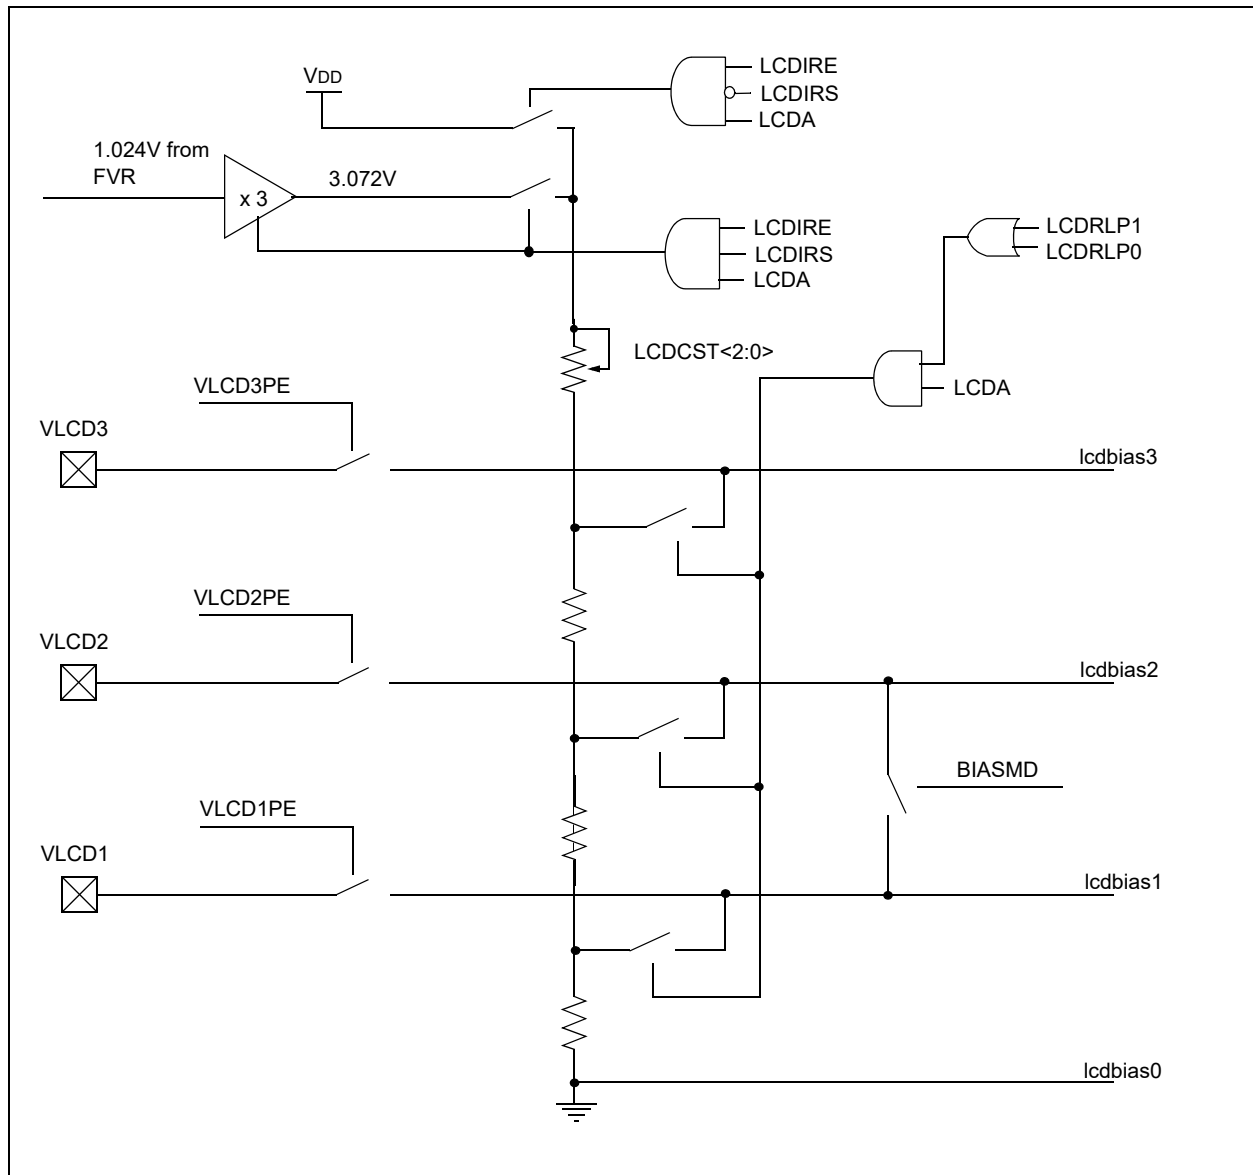 VDD
LCDIRE
LCDIRS
LCDA
1.024V from
FVR
x 3
3.072V
LCDIRE
LCDIRS
LCDA
LCDRLP1
LCDRLP0
LCDCST<2:0>
LCDA
VLCD3PE
VLCD3
lcdbias3
VLCD2PE
VLCD2
lcdbias2
BIASMD
VLCD1PE
VLCD1
lcdbias1
lcdbias0